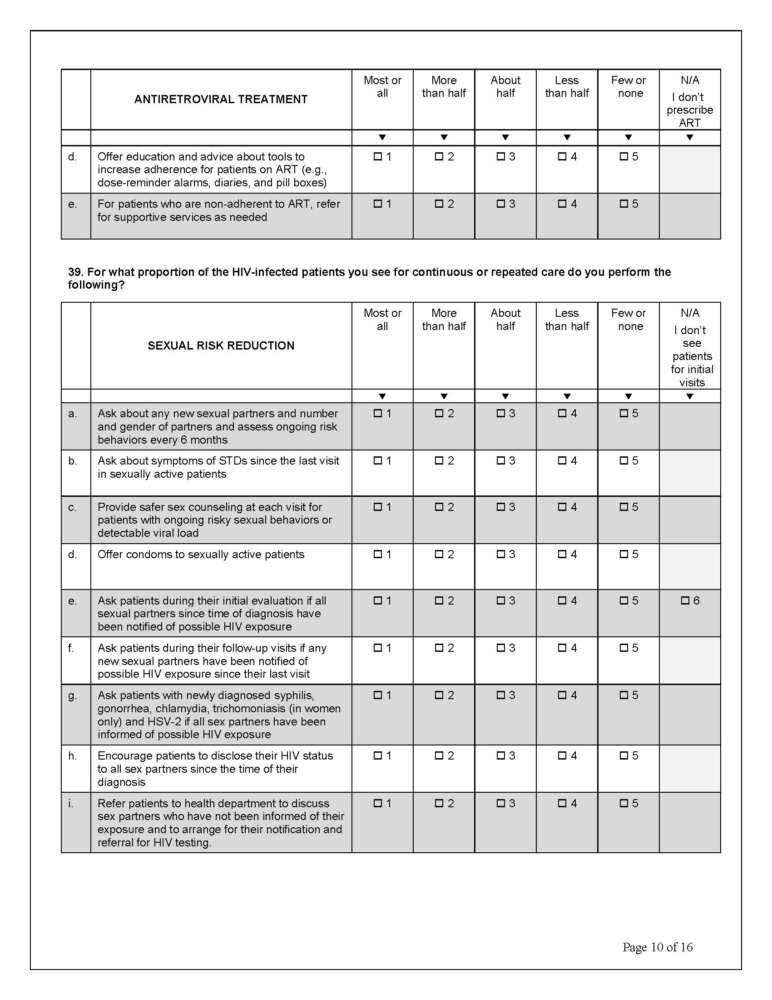 ANTIRETROVIRAL TREATMENT
Most or
all
More
than half
About
half
Less
than half
Few or
none
N/A
I don’t
prescribe
ART
▼ ▼ ▼ ▼ ▼ ▼
d. Offer education and advice about tools to ☐ 1 ☐ 2 ☐ 3 ☐ 4 ☐ 5
increase adherence for patients on ART (e.g.,
dose-reminder alarms, diaries, and pill boxes)
e. For patients who are non-adherent to ART, refer ☐ 1 ☐ 2 ☐ 3 ☐ 4 ☐ 5
for supportive services as needed
39. For what proportion of the HIV-infected patients you see for continuous or repeated care do you perform the
following?
SEXUAL RISK REDUCTION
Most or
all
More
than half
About
half
Less
than half
Few or
none
N/A
I don’t
see
patients
for initial
visits
▼ ▼ ▼ ▼ ▼ ▼
a. Ask about any new sexual partners and number ☐ 1 ☐ 2 ☐ 3 ☐ 4 ☐ 5
and gender of partners and assess ongoing risk
behaviors every 6 months
b. Ask about symptoms of STDs since the last visit ☐ 1 ☐ 2 ☐ 3 ☐ 4 ☐ 5
in sexually active patients
c. Provide safer sex counseling at each visit for ☐ 1 ☐ 2 ☐ 3 ☐ 4 ☐ 5
patients with ongoing risky sexual behaviors or
detectable viral load
d. Offer condoms to sexually active patients ☐ 1 ☐ 2 ☐ 3 ☐ 4 ☐ 5
e. Ask patients during their initial evaluation if all ☐ 1 ☐ 2 ☐ 3 ☐ 4 ☐ 5 ☐ 6
sexual partners since time of diagnosis have
been notified of possible HIV exposure
f. Ask patients during their follow-up visits if any ☐ 1 ☐ 2 ☐ 3 ☐ 4 ☐ 5
new sexual partners have been notified of
possible HIV exposure since their last visit
g. Ask patients with newly diagnosed syphilis, ☐ 1 ☐ 2 ☐ 3 ☐ 4 ☐ 5
gonorrhea, chlamydia, trichomoniasis (in women
only) and HSV-2 if all sex partners have been
informed of possible HIV exposure
h. Encourage patients to disclose their HIV status ☐ 1 ☐ 2 ☐ 3 ☐ 4 ☐ 5
to all sex partners since the time of their
diagnosis
i. Refer patients to health department to discuss ☐ 1 ☐ 2 ☐ 3 ☐ 4 ☐ 5
sex partners who have not been informed of their
exposure and to arrange for their notification and
referral for HIV testing.
Page 10 of 16